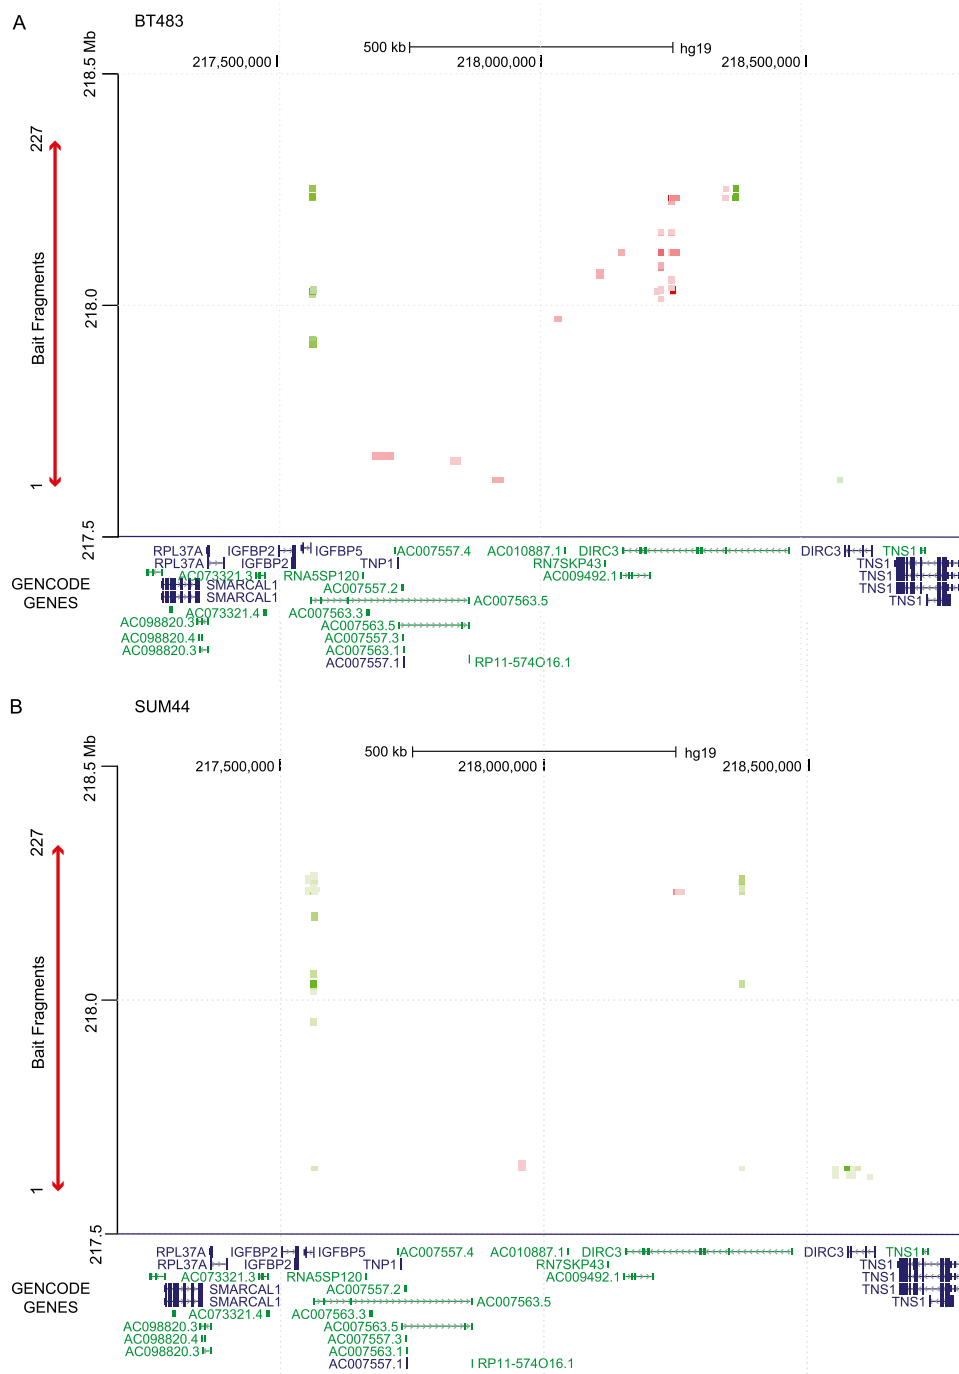 A
BT483
500 kb
hg19
217,500,000
218,000,000
218,500,000
218.5 Mb
227
Bait Fragments
218.0
1
217.5
RPL37A
IGFBP2
IGFBP5
AC007557.4
AC010887.1
DIRC3
DIRC3
TNS1
RPL37A
IGFBP2
TNP1
RN7SKP43
TNS1
AC073321.3
RNA5SP120
AC009492.1
TNS1
GENCODE
GENES
SMARCAL1
AC007557.2
TNS1
SMARCAL1
AC007563.5
TNS1
AC073321.4
AC007563.3
AC098820.3
AC007563.5
AC098820.4
AC007557.3
AC098820.3
AC007563.1
AC007557.1
RP11-574O16.1
B
SUM44
500 kb
hg19
217,500,000
218,000,000
218,500,000
218.5 Mb
227
Bait Fragments
218.0
1
217.5
RPL37A
IGFBP2
IGFBP5
AC007557.4
AC010887.1
DIRC3
DIRC3
TNS1
RPL37A
IGFBP2
TNP1
RN7SKP43
TNS1
AC073321.3
RNA5SP120
AC009492.1
TNS1
GENCODE
GENES
SMARCAL1
AC007557.2
TNS1
SMARCAL1
AC007563.5
TNS1
AC073321.4
AC007563.3
AC098820.3
AC007563.5
AC098820.4
AC007557.3
AC098820.3
AC007563.1
AC007557.1
RP11-574O16.1